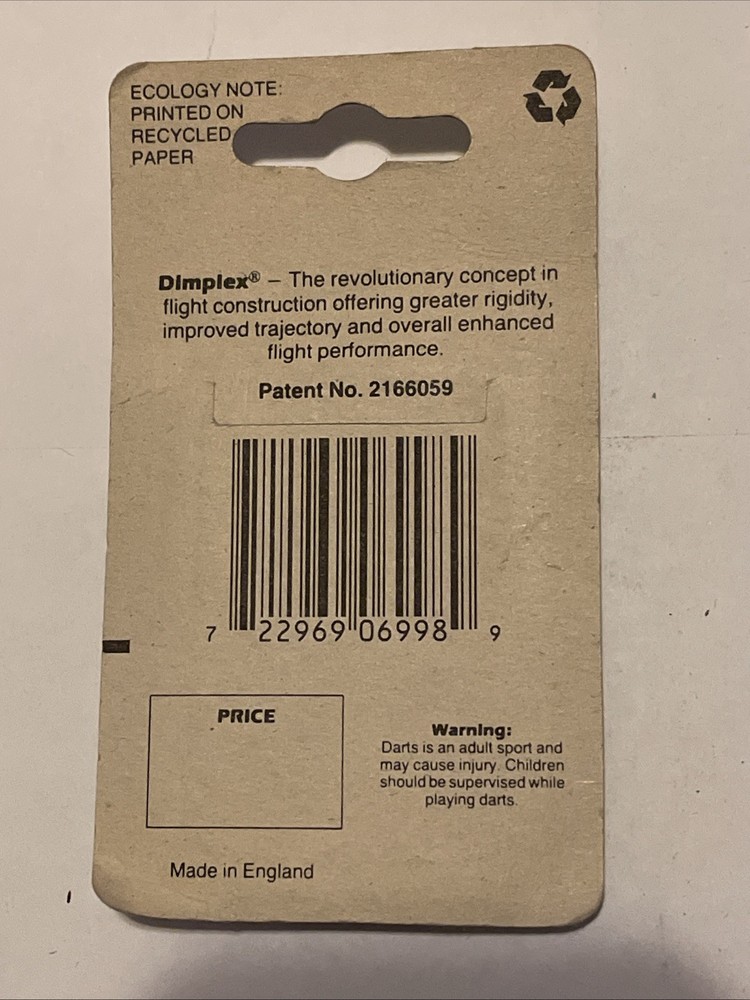 ECOLOGY NOTE:
PRINTED ON
RECYCLED
PAPER
Dimplex® – The revolutionary concept in
flight construction offering greater rigidity,
improved trajectory and overall enhanced
flight performance.
Patent No. 2166059
7 22969 06998 9
PRICE
Warning:
Darts is an adult sport and
may cause injury. Children
should be supervised while
playing darts.
Made in England